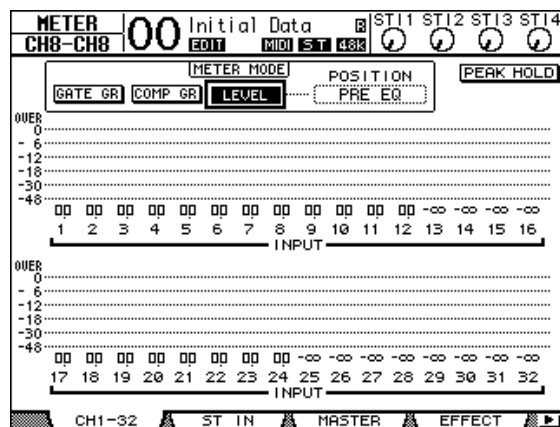 METER Initial Data R STI1 STI2 STI3 STI4
CH8-CH8 00 EDIT MIDI ST 48k
METER MODE POSITION PEAK HOLD
GATE GR COMP GR LEVEL PRE EQ
OVER
0
- 6
-12
-18
-30
-48
00 00 00 00 00 00 00 00 00 00 00 00 -∞ -∞ -∞ -∞
1 2 3 4 5 6 7 8 9 10 11 12 13 14 15 16
INPUT
OVER
0
- 6
-12
-18
-30
-48
00 00 00 00 00 00 00 00 -∞ -∞ -∞ -∞ -∞ -∞ -∞ -∞
17 18 19 20 21 22 23 24 25 26 27 28 29 30 31 32
INPUT
CH1-32 ST IN MASTER EFFECT